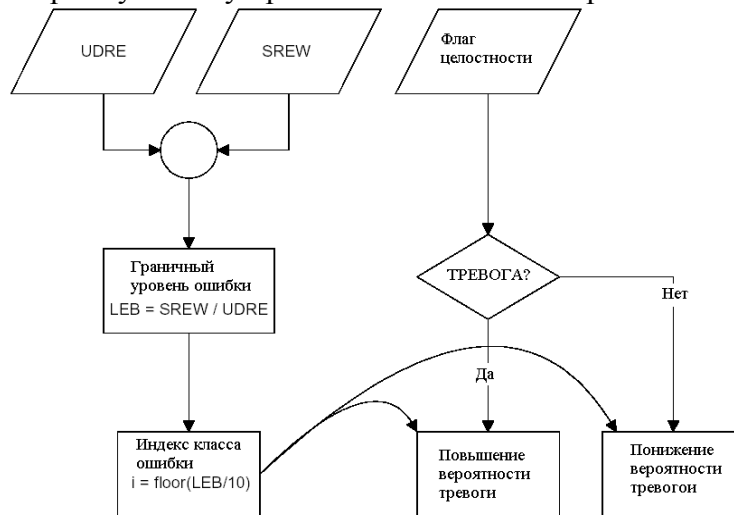 UDRE
SREW
Флаг
целостности
Граничный
уровень ошибки
LEB = SREW / UDRE
ТРЕВОГА?
Нет
Да
Индекс класса
ошибки
i = floor(LEB/10)
Повышение
вероятности
тревоги
Понижение
вероятности
тревогои